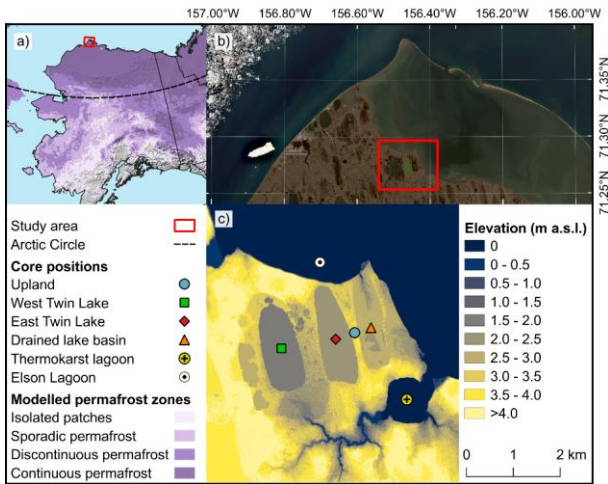 157.00°W 156.80°W 156.60°W 156.40°W 156.20°W 156.00°W
a)
b)
71.35°N
71.30°N
71.25°N
Study area
Arctic Circle
Core positions
Upland
West Twin Lake
East Twin Lake
Drained lake basin
Thermokarst lagoon
Elson Lagoon
Modelled permafrost zones
Isolated patches
Sporadic permafrost
Discontinuous permafrost
Continuous permafrost
c)
Elevation (m a.s.l.)
0
0 - 0.5
0.5 - 1.0
1.0 - 1.5
1.5 - 2.0
2.0 - 2.5
2.5 - 3.0
3.0 - 3.5
3.5 - 4.0
>4.0
0 1 2 km